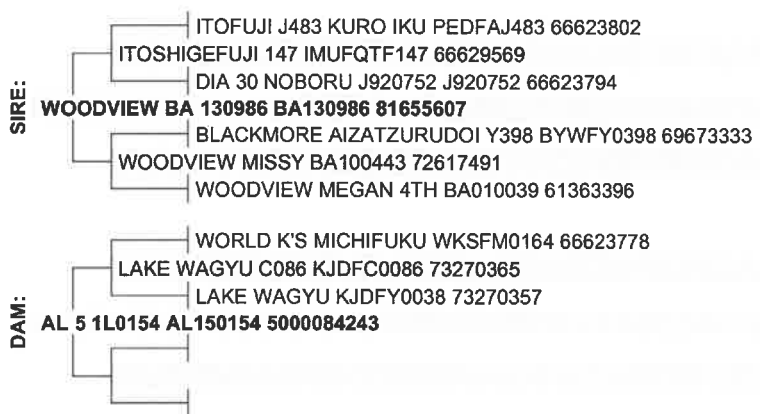 ITOFUJI J483 KURO IKU PEDFAJ483 66623802
ITOSHIGEFUJI 147 IMUFQTF147 66629569
DIA 30 NOBORU J920752 J920752 66623794
SIRE:
WOODVIEW BA 130986 BA130986 81655607
BLACKMORE AIZATZURUDOI Y398 BYWFY0398 69673333
WOODVIEW MISSY BA100443 72617491
WOODVIEW MEGAN 4TH BA010039 61363396
WORLD K'S MICHIFUKU WKSFM0164 66623778
LAKE WAGYU C086 KJDFC0086 73270365
LAKE WAGYU KJDFY0038 73270357
DAM:
AL 5 1L0154 AL150154 5000084243